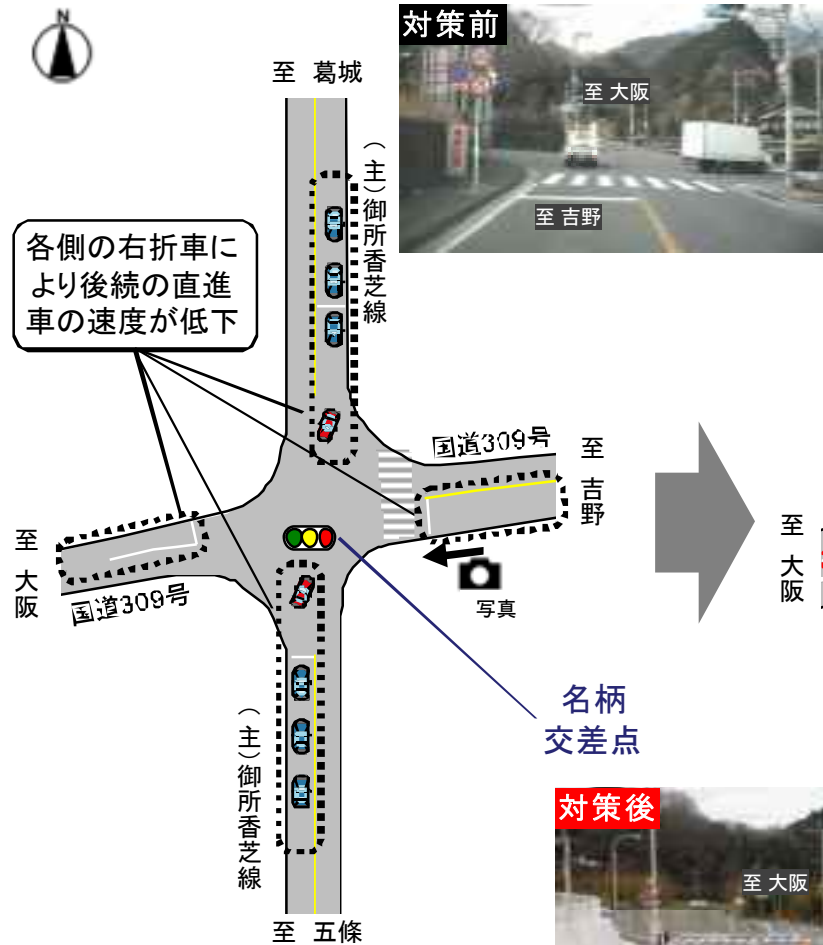 N
至 葛城
対策前
至 大阪
至 吉野
(主)御所香芝線
各側の右折車に
より後続の直進
車の速度が低下
国道309号
至 吉野
至 大阪
国道309号
写真
至 大阪
名柄
交差点
(主)御所香芝線
至 五條
対策後
至 大阪